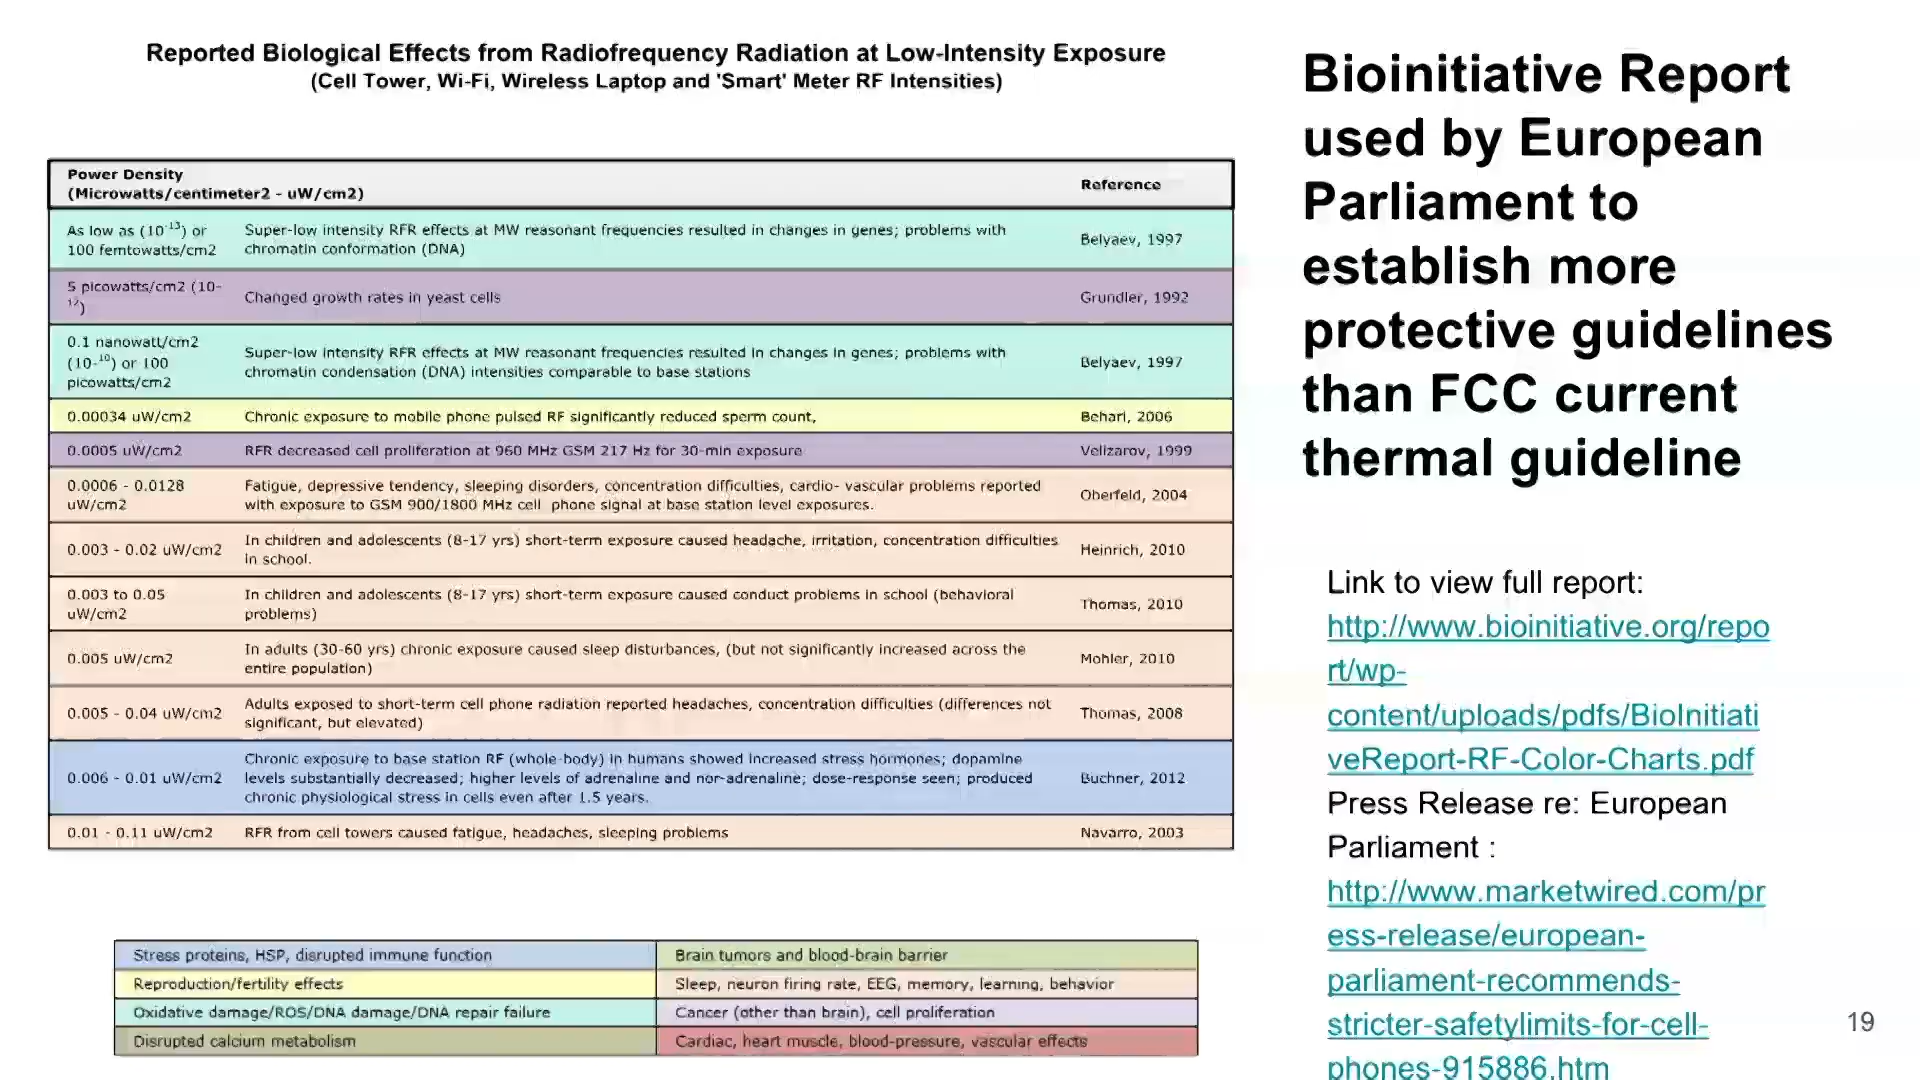 Reported Biological Effects from Radiofrequency Radiation at Low-Intensity Exposure
(Cell Tower, Wi-Fi, Wireless Laptop and 'Smart' Meter RF Intensities)
Power Density
(Microwatts/centimeter2 - uW/cm2)
Reference
As low as (10⁻¹³) or
100 femtowatts/cm2
Super-low intensity RFR effects at MW reasonant frequencies resulted in changes in genes; problems with
chromatin conformation (DNA)
Belyaev, 1997
5 picowatts/cm2 (10-
¹²)
Changed growth rates in yeast cells
Grundler, 1992
0.1 nanowatt/cm2
(10-¹⁰) or 100
picowatts/cm2
Super-low intensity RFR effects at MW reasonant frequencies resulted in changes in genes; problems with
chromatin condensation (DNA) intensities comparable to base stations
Belyaev, 1997
0.00034 uW/cm2
Chronic exposure to mobile phone pulsed RF significantly reduced sperm count,
Behari, 2006
0.0005 uW/cm2
RFR decreased cell proliferation at 960 MHz GSM 217 Hz for 30-min exposure
Velizarov, 1999
0.0006 - 0.0128
uW/cm2
Fatigue, depressive tendency, sleeping disorders, concentration difficulties, cardio- vascular problems reported
with exposure to GSM 900/1800 MHz cell phone signal at base station level exposures.
Oberfeld, 2004
0.003 - 0.02 uW/cm2
In children and adolescents (8-17 yrs) short-term exposure caused headache, irritation, concentration difficulties
in school.
Heinrich, 2010
0.003 to 0.05
uW/cm2
In children and adolescents (8-17 yrs) short-term exposure caused conduct problems in school (behavioral
problems)
Thomas, 2010
0.005 uW/cm2
In adults (30-60 yrs) chronic exposure caused sleep disturbances, (but not significantly increased across the
entire population)
Mohler, 2010
0.005 - 0.04 uW/cm2
Adults exposed to short-term cell phone radiation reported headaches, concentration difficulties (differences not
significant, but elevated)
Thomas, 2008
0.006 - 0.01 uW/cm2
Chronic exposure to base station RF (whole-body) in humans showed increased stress hormones; dopamine
levels substantially decreased; higher levels of adrenaline and nor-adrenaline; dose-response seen; produced
chronic physiological stress in cells even after 1.5 years.
Buchner, 2012
0.01 - 0.11 uW/cm2
RFR from cell towers caused fatigue, headaches, sleeping problems
Navarro, 2003
Stress proteins, HSP, disrupted immune function
Brain tumors and blood-brain barrier
Reproduction/fertility effects
Sleep, neuron firing rate, EEG, memory, learning, behavior
Oxidative damage/ROS/DNA damage/DNA repair failure
Cancer (other than brain), cell proliferation
Disrupted calcium metabolism
Cardiac, heart muscle, blood-pressure, vascular effects
Bioinitiative Report
used by European
Parliament to
establish more
protective guidelines
than FCC current
thermal guideline
Link to view full report:
http://www.bioinitiative.org/repo
rt/wp-
content/uploads/pdfs/BioInitiati
veReport-RF-Color-Charts.pdf
Press Release re: European
Parliament :
http://www.marketwired.com/pr
ess-release/european-
parliament-recommends-
stricter-safetylimits-for-cell-
phones-915886.htm
19